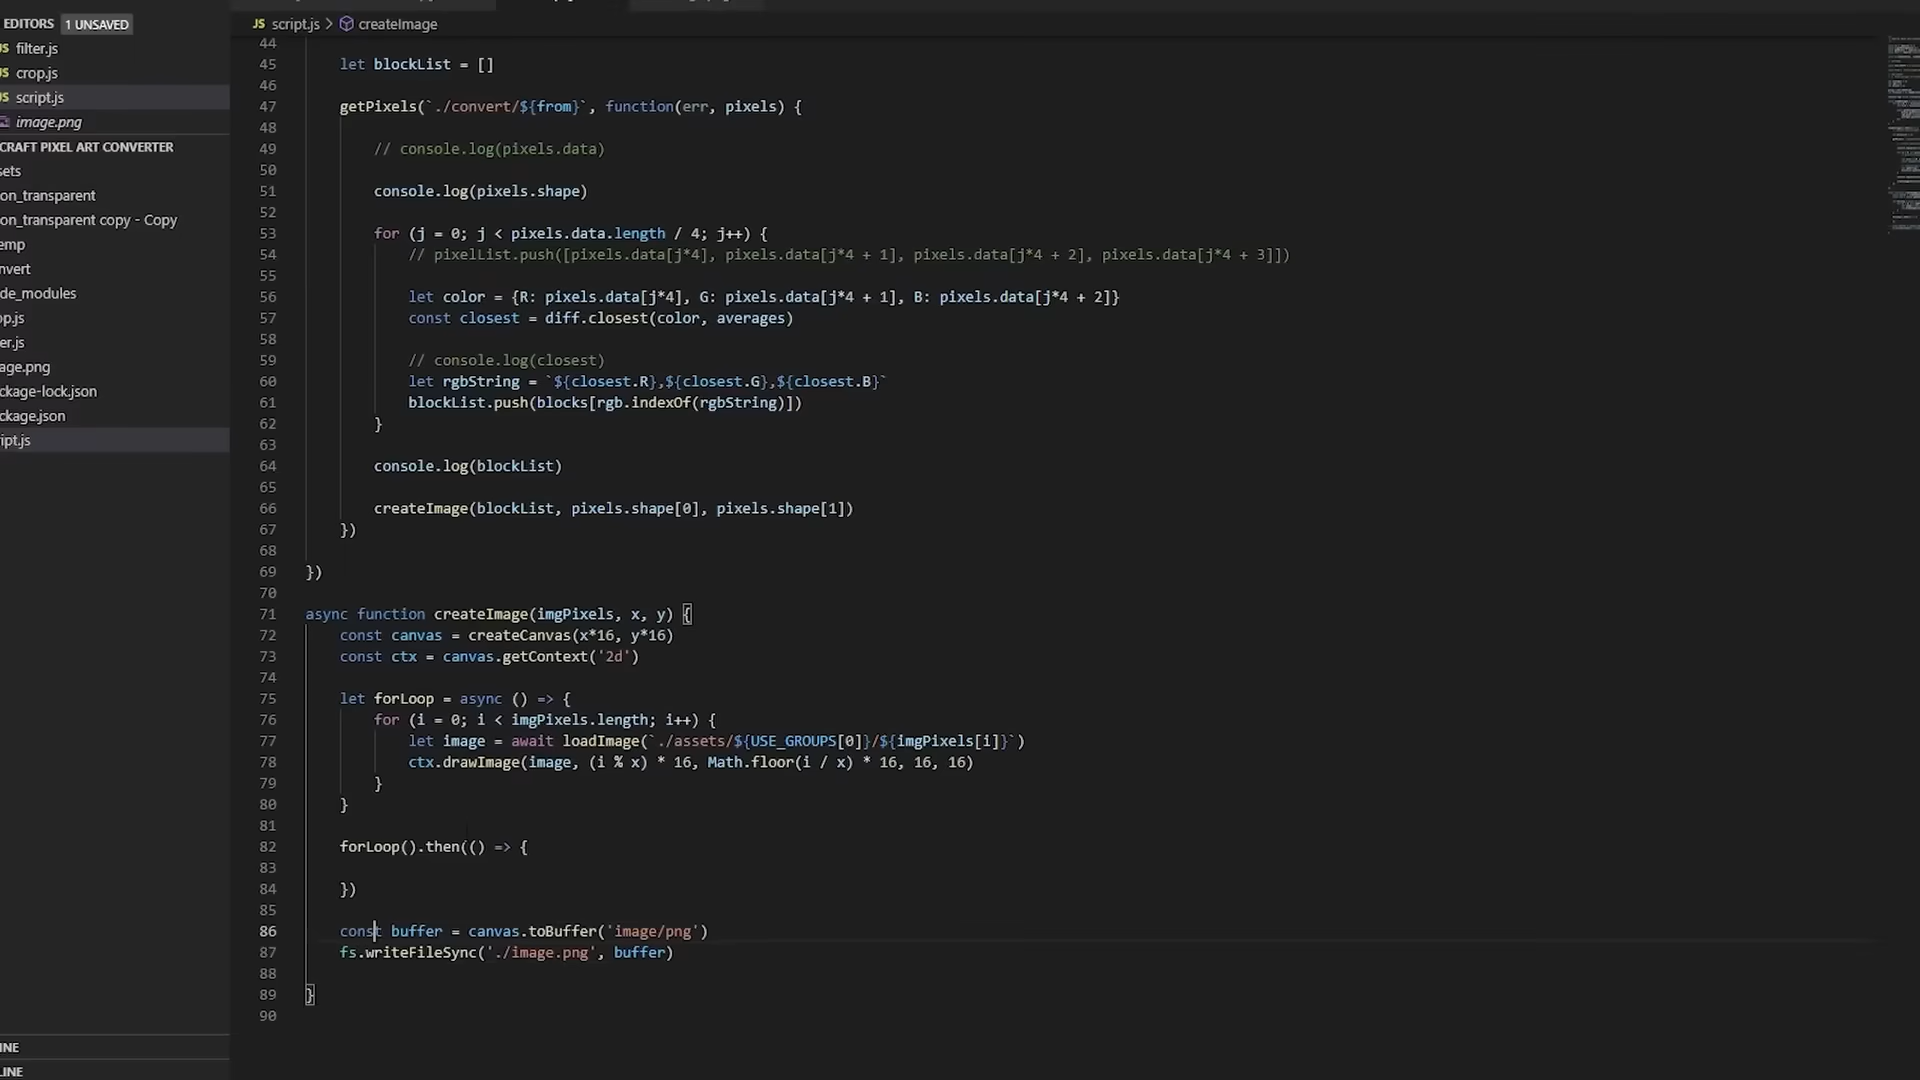 EDITORS 1 UNSAVED
filter.js
crop.js
script.js
image.png
CRAFT PIXEL ART CONVERTER
sets
on_transparent
on_transparent copy - Copy
emp
nvert
de_modules
op.js
er.js
age.png
ckage-lock.json
ckage.json
ript.js
INE
LINE
JS script.js > createImage
44
45 let blockList = []
46
47 getPixels(`./convert/${from}`, function(err, pixels) {
48
49 // console.log(pixels.data)
50
51 console.log(pixels.shape)
52
53 for (j = 0; j < pixels.data.length / 4; j++) {
54 // pixelList.push([pixels.data[j*4], pixels.data[j*4 + 1], pixels.data[j*4 + 2], pixels.data[j*4 + 3]])
55
56 let color = {R: pixels.data[j*4], G: pixels.data[j*4 + 1], B: pixels.data[j*4 + 2]}
57 const closest = diff.closest(color, averages)
58
59 // console.log(closest)
60 let rgbString = `${closest.R},${closest.G},${closest.B}`
61 blockList.push(blocks[rgb.indexOf(rgbString)])
62 }
63
64 console.log(blockList)
65
66 createImage(blockList, pixels.shape[0], pixels.shape[1])
67 })
68
69 })
70
71 async function createImage(imgPixels, x, y) {
72 const canvas = createCanvas(x*16, y*16)
73 const ctx = canvas.getContext('2d')
74
75 let forLoop = async () => {
76 for (i = 0; i < imgPixels.length; i++) {
77 let image = await loadImage(`./assets/${USE_GROUPS[0]}/${imgPixels[i]}`)
78 ctx.drawImage(image, (i % x) * 16, Math.floor(i / x) * 16, 16, 16)
79 }
80 }
81
82 forLoop().then(() => {
83
84 })
85
86 const buffer = canvas.toBuffer('image/png')
87 fs.writeFileSync('./image.png', buffer)
88
89 }
90